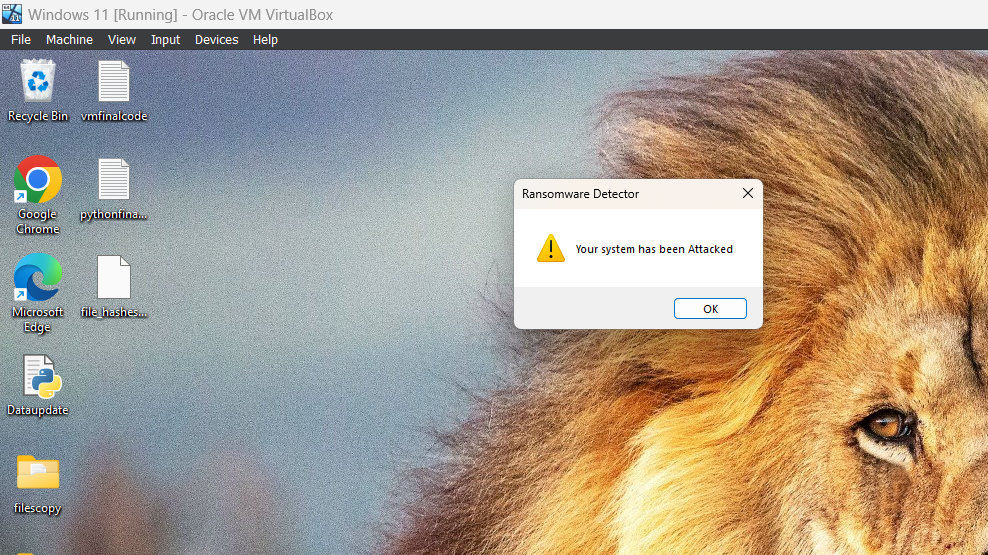 Windows 11 [Running] - Oracle VM VirtualBox
File Machine View Input Devices Help
Recycle Bin
vmfinalcode
Google
Chrome
pythonfina...
Microsoft
Edge
file_hashes...
Dataupdate
filescopy
Ransomware Detector
Your system has been Attacked
OK